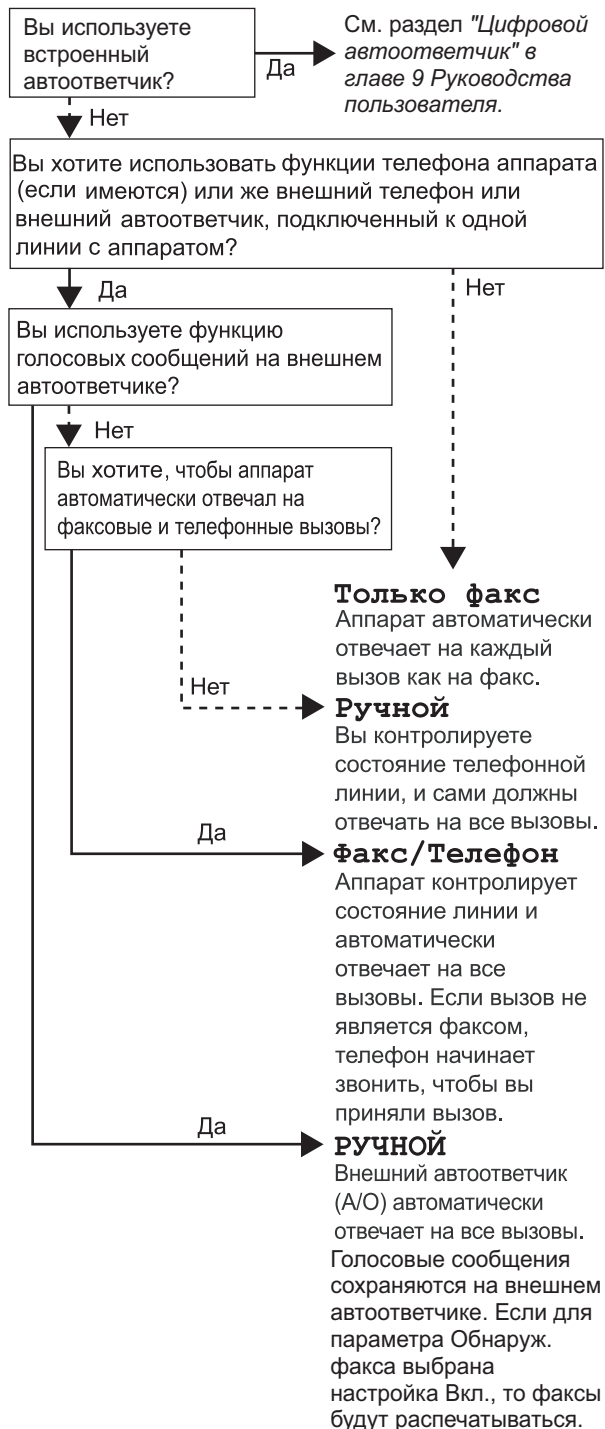 Вы используете
встроенный
автоответчик?
Да
См. раздел "Цифровой
автоответчик" в
главе 9 Руководства
пользователя.
Нет
Вы хотите использовать функции телефона аппарата
(если имеются) или же внешний телефон или
внешний автоответчик, подключенный к одной
линии с аппаратом?
Да
Нет
Вы используете функцию
голосовых сообщений на внешнем
автоответчике?
Нет
Вы хотите, чтобы аппарат
автоматически отвечал на
факсовые и телефонные вызовы?
Только факс
Аппарат автоматически
отвечает на каждый
вызов как на факс.
Нет
Ручной
Вы контролируете
состояние телефонной
линии, и сами должны
отвечать на все вызовы.
Да
Факс/Телефон
Аппарат контролирует
состояние линии и
автоматически
отвечает на все
вызовы. Если вызов не
является факсом,
телефон начинает
звонить, чтобы вы
приняли вызов.
Да
РУЧНОЙ
Внешний автоответчик
(А/О) автоматически
отвечает на все вызовы.
Голосовые сообщения
сохраняются на внешнем
автоответчике. Если для
параметра Обнаруж.
факса выбрана
настройка Вкл., то факсы
будут распечатываться.